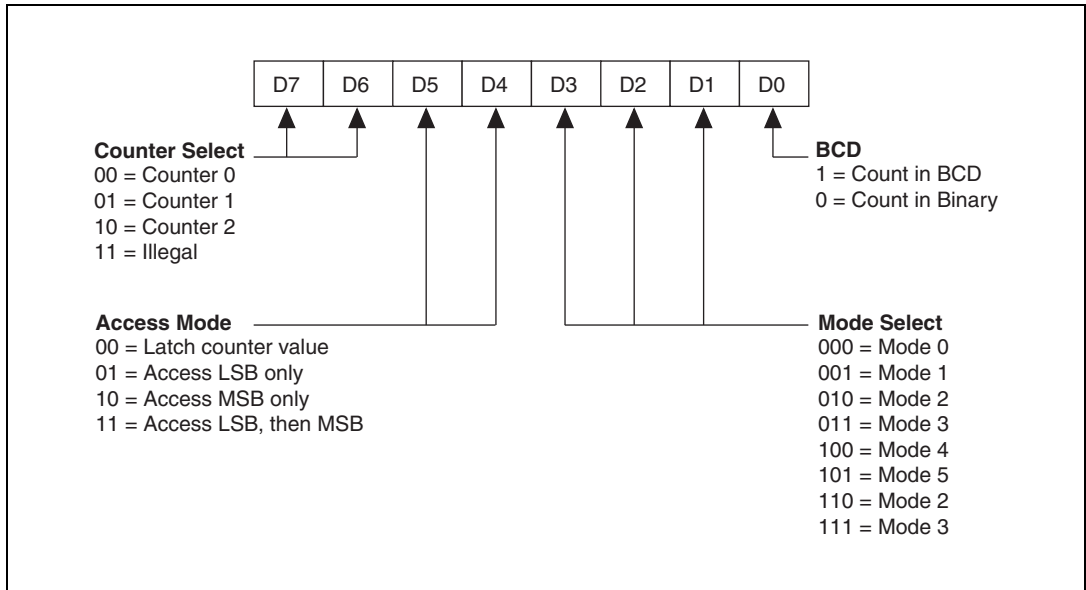 D7 D6 D5 D4 D3 D2 D1 D0
Counter Select
00 = Counter 0
01 = Counter 1
10 = Counter 2
11 = Illegal
BCD
1 = Count in BCD
0 = Count in Binary
Access Mode
00 = Latch counter value
01 = Access LSB only
10 = Access MSB only
11 = Access LSB, then MSB
Mode Select
000 = Mode 0
001 = Mode 1
010 = Mode 2
011 = Mode 3
100 = Mode 4
101 = Mode 5
110 = Mode 2
111 = Mode 3